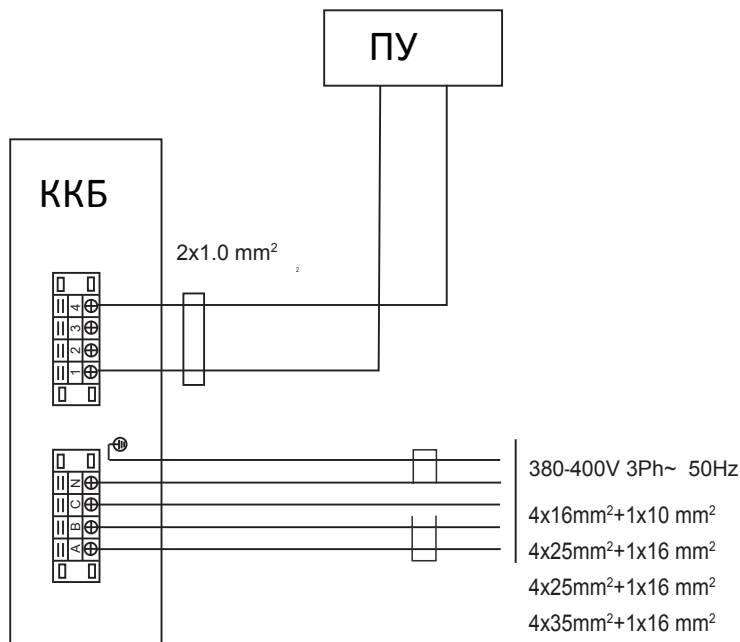 ПУ
ККБ
2x1.0 mm²
2
4
3
2
1
N
C
B
A
380-400V 3Ph~ 50Hz
4x16mm²+1x10 mm²
4x25mm²+1x16 mm²
4x25mm²+1x16 mm²
4x35mm²+1x16 mm²